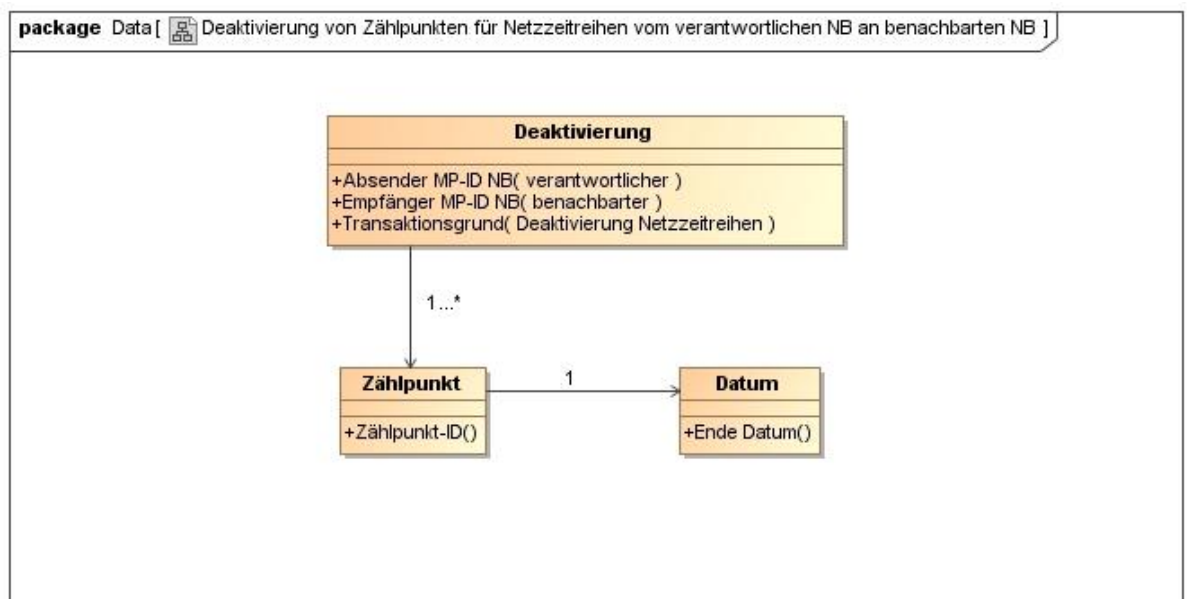 package Data [ Deaktivierung von Zählpunkten für Netzzeitreihen vom verantwortlichen NB an benachbarten NB ]
Deaktivierung
+Absender MP-ID NB( verantwortlicher )
+Empfänger MP-ID NB( benachbarter )
+Transaktionsgrund( Deaktivierung Netzzeitreihen )
1...*
Zählpunkt
+Zählpunkt-ID()
1
Datum
+Ende Datum()